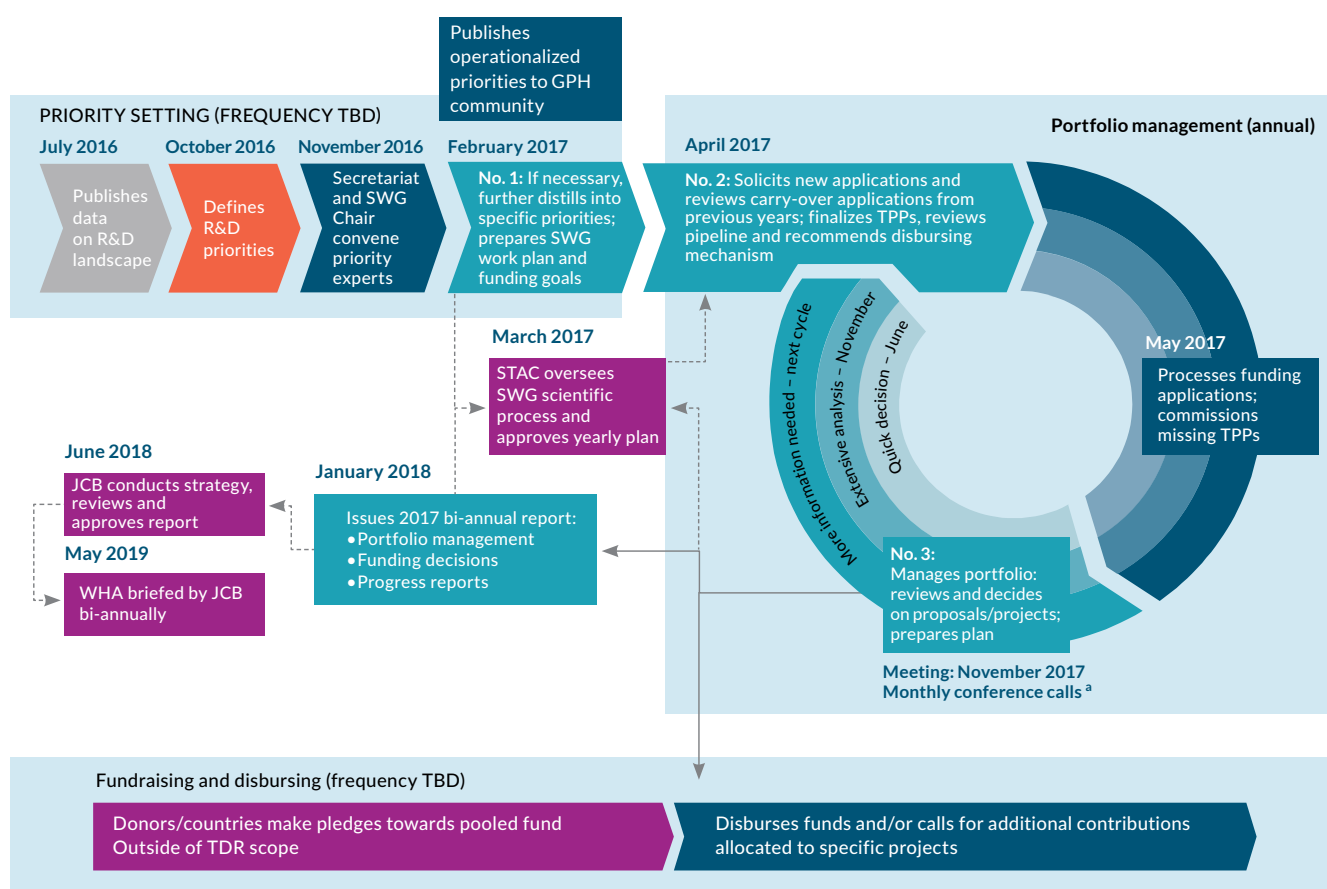 Publishes
operationalized
priorities to GPH
community
PRIORITY SETTING (FREQUENCY TBD)
July 2016
Publishes
data
on R&D
landscape
October 2016
Defines
R&D
priorities
November 2016
Secretariat
and SWG
Chair
convene
priority
experts
February 2017
No. 1: If necessary,
further distills into
specific priorities;
prepares SWG
work plan and
funding goals
Portfolio management (annual)
April 2017
No. 2: Solicits new applications and
reviews carry-over applications from
previous years; finalizes TPPs, reviews
pipeline and recommends disbursing
mechanism
More information needed – next cycle
Extensive analysis – November
Quick decision – June
May 2017
Processes funding
applications;
commissions
missing TPPs
March 2017
STAC oversees
SWG scientific
process and
approves yearly plan
June 2018
JCB conducts strategy,
reviews and
approves report
May 2019
WHA briefed by JCB
bi-annually
January 2018
Issues 2017 bi-annual report:
•Portfolio management
•Funding decisions
•Progress reports
No. 3:
Manages portfolio:
reviews and decides
on proposals/projects;
prepares plan
Meeting: November 2017
Monthly conference calls a
Fundraising and disbursing (frequency TBD)
Donors/countries make pledges towards pooled fund
Outside of TDR scope
Disburses funds and/or calls for additional contributions
allocated to specific projects